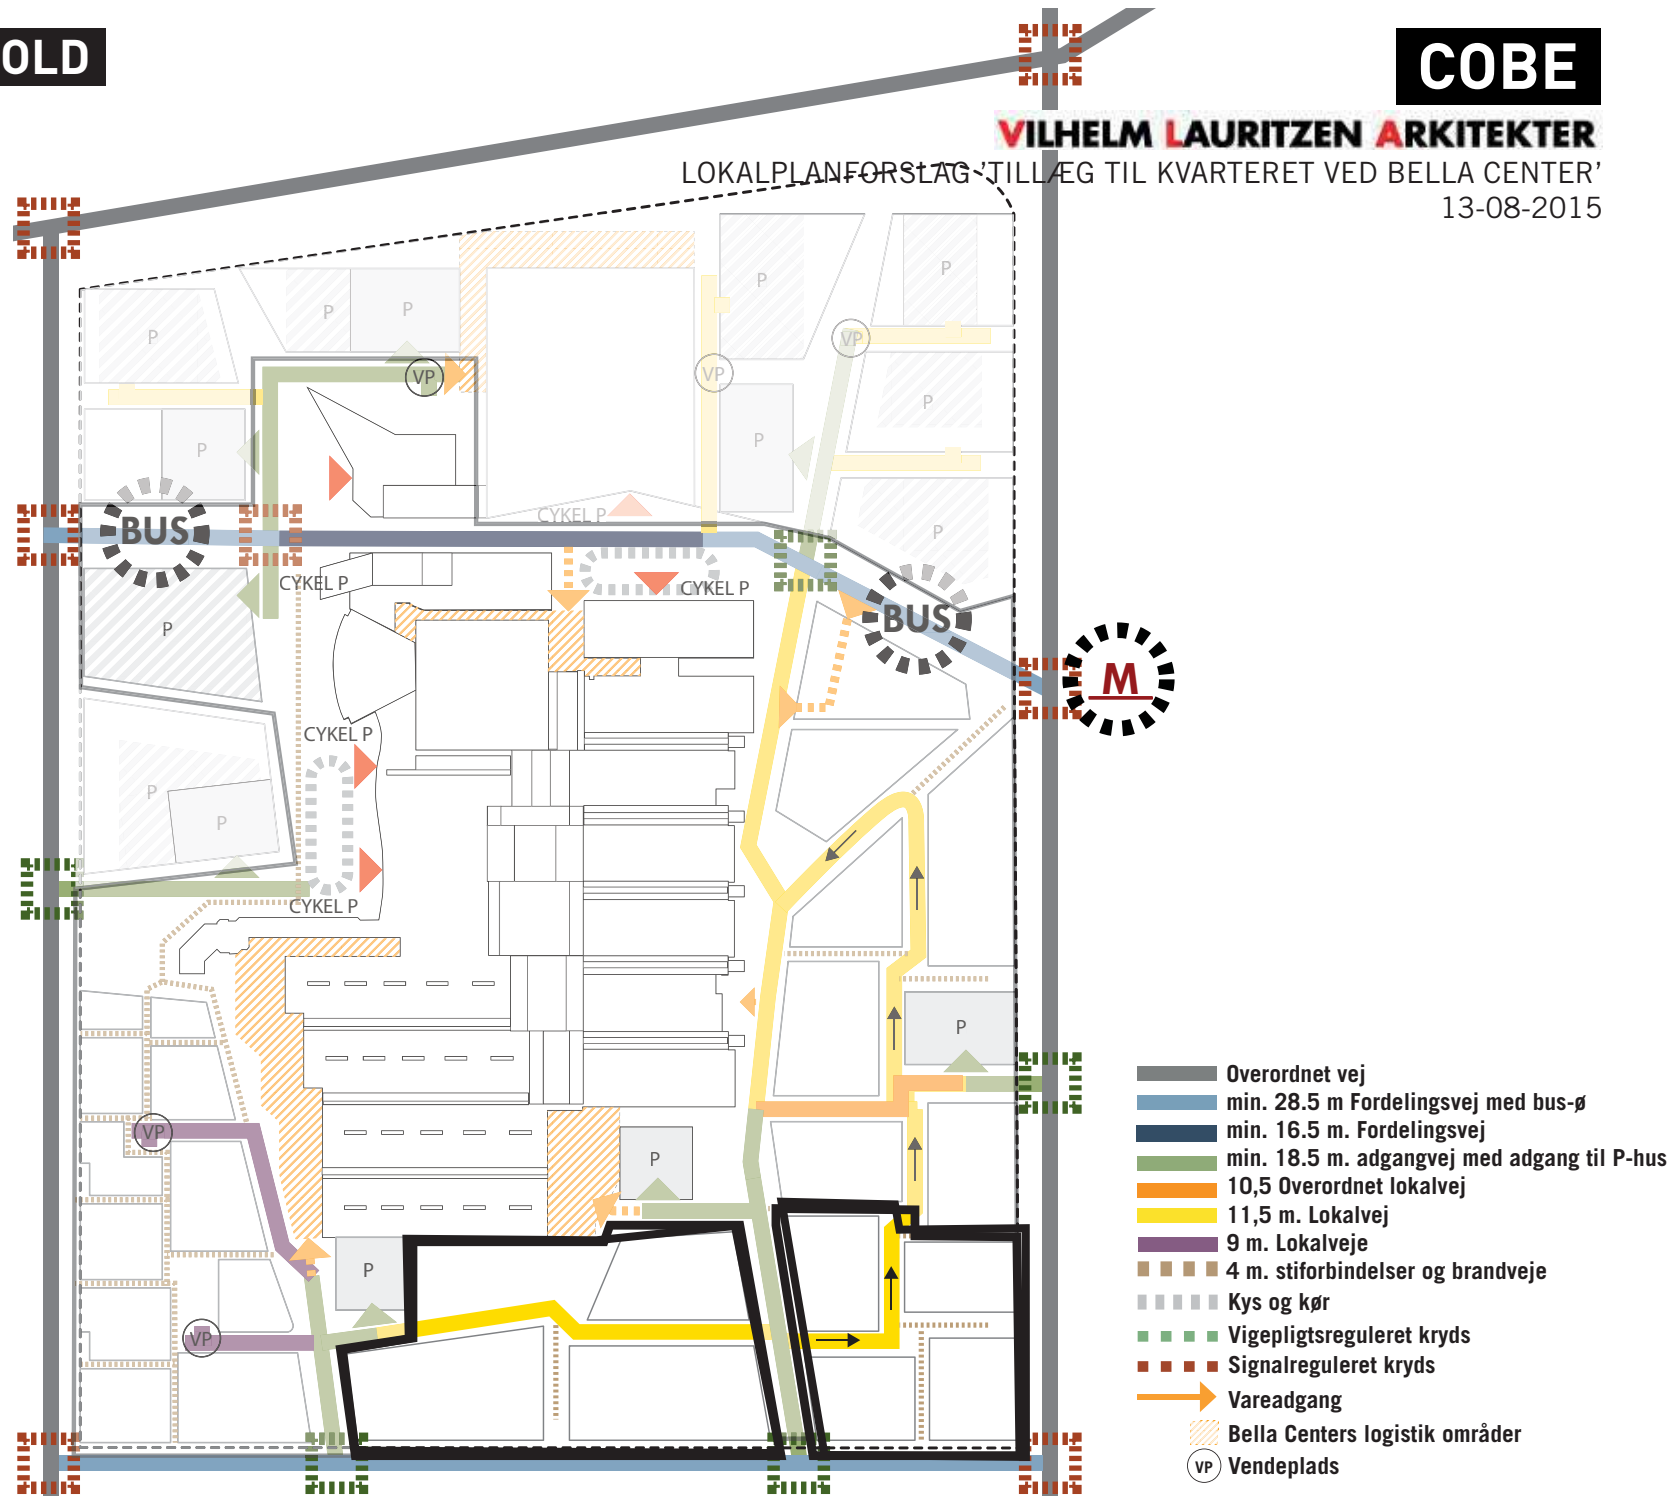 OLD
COBE
VILHELM LAURITZEN ARKITEKTER
LOKALPLANFORSLAG 'TILLÆG TIL KVARTERET VED BELLA CENTER'
13-08-2015
P
P
P
P
P
P
VP
VP
VP
P
P
P
CYKEL P
P
BUS
CYKEL P
CYKEL P
BUS
P
M
CYKEL P
P
P
CYKEL P
P
VP
P
P
VP
Overordnet vej
min. 28.5 m Fordelingsvej med bus-ø
min. 16.5 m. Fordelingsvej
min. 18.5 m. adgangvej med adgang til P-hus
10,5 Overordnet lokalvej
11,5 m. Lokalvej
9 m. Lokalveje
4 m. stiforbindelser og brandveje
Kys og kør
Vigepligtsreguleret kryds
Signalreguleret kryds
Vareadgang
Bella Centers logistik områder
VP Vendeplads